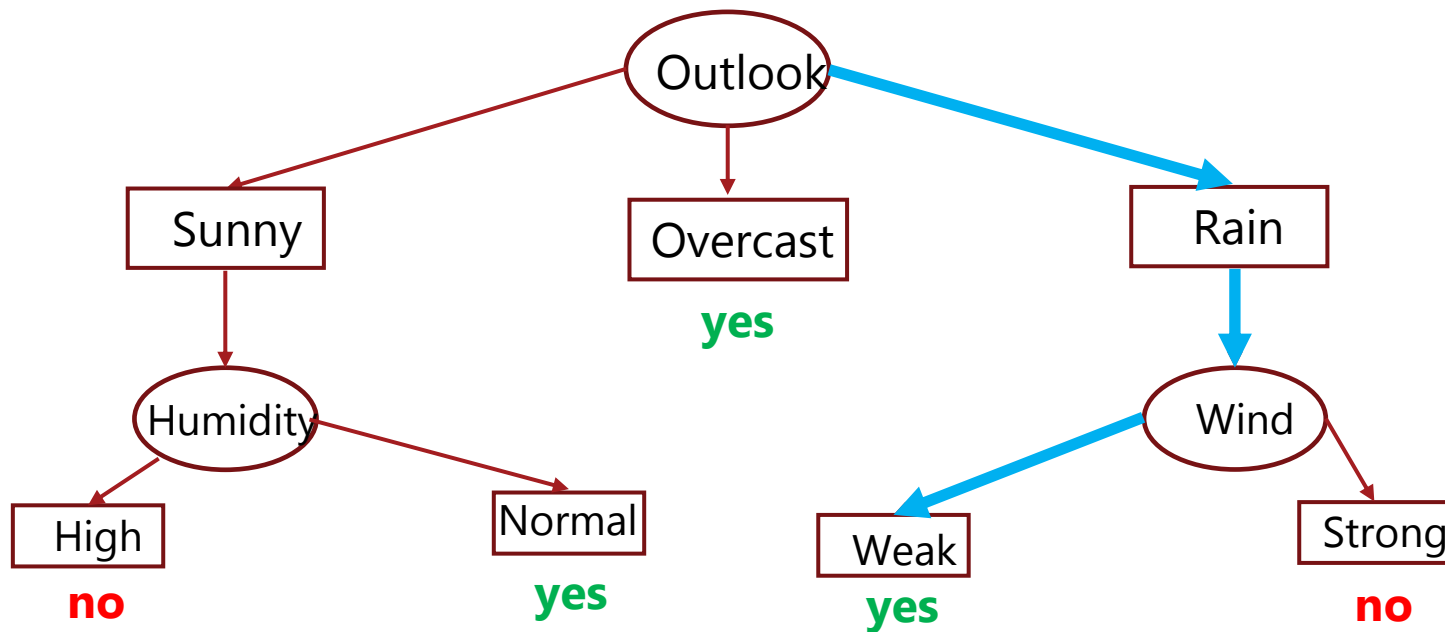 Outlook
Sunny
Overcast
Rain
yes
Humidity
Wind
High
Normal
Weak
Strong
no
yes
yes
no